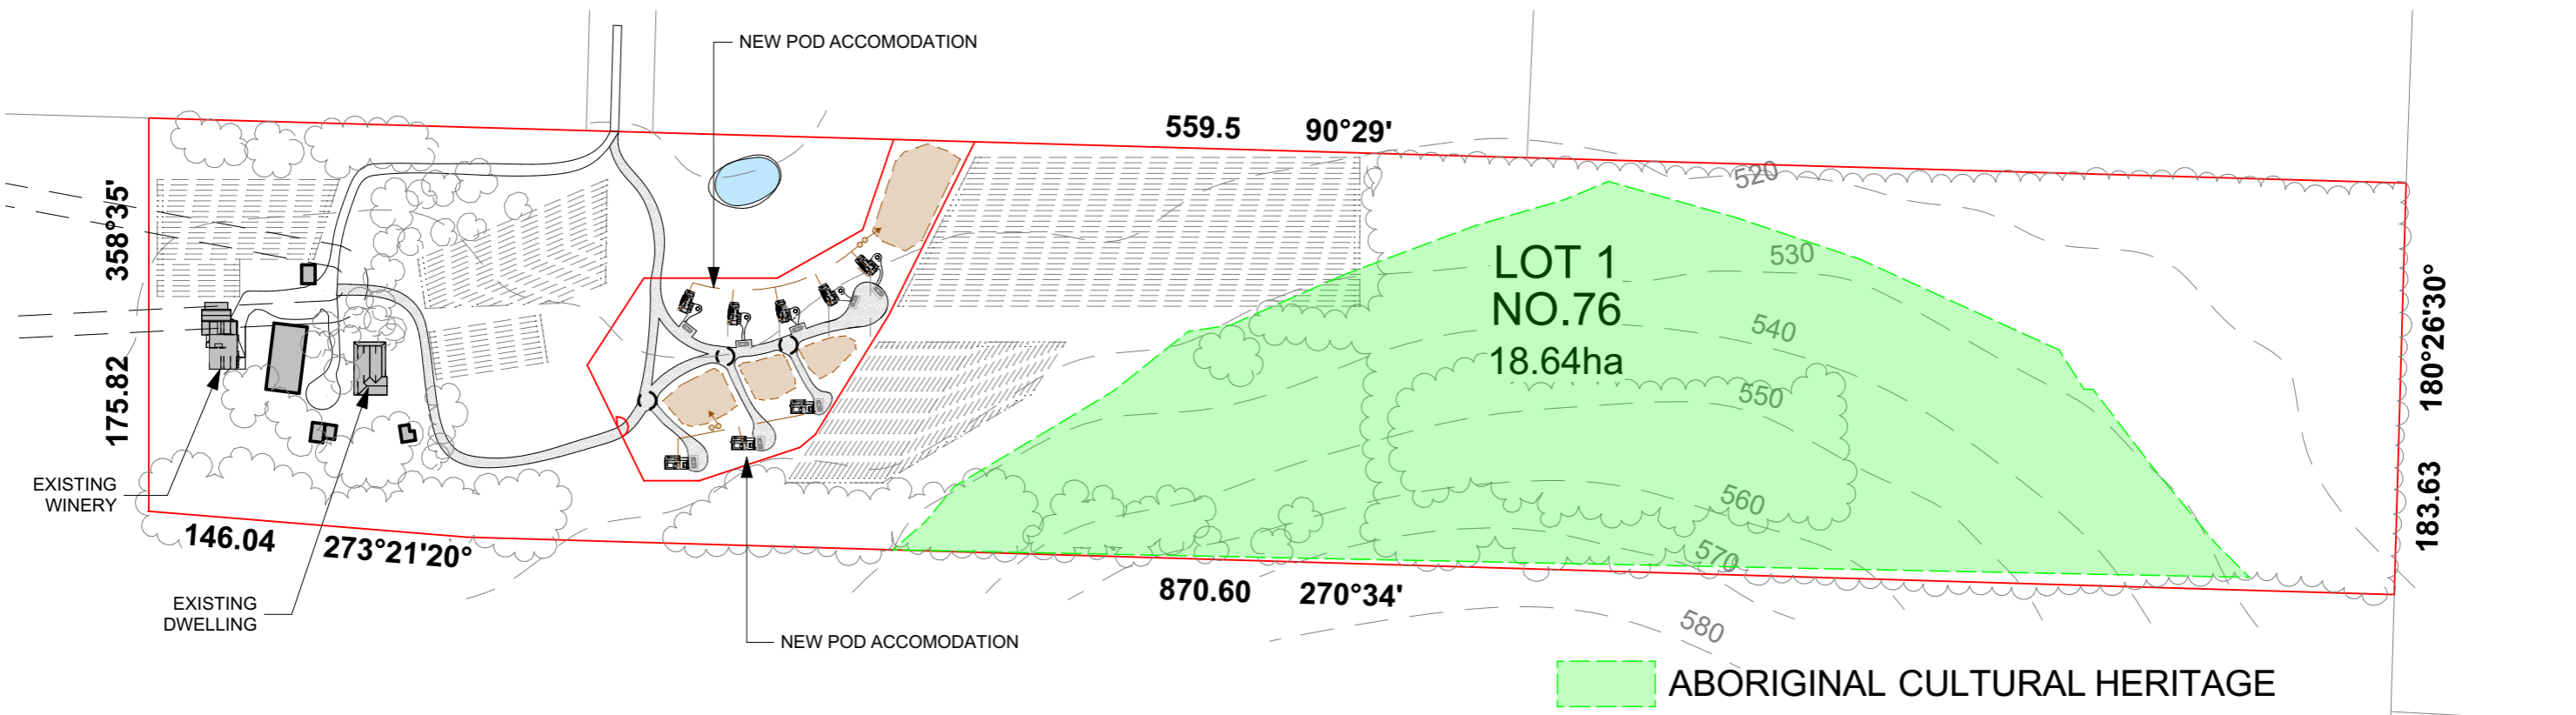 NEW POD ACCOMODATION
559.5 90°29'
358°35'
175.82
520
530
LOT 1
NO.76
18.64ha
540
550
560
570
580
180°26'30°
183.63
EXISTING
WINERY
146.04 273°21'20°
EXISTING
DWELLING
870.60 270°34'
NEW POD ACCOMODATION
ABORIGINAL CULTURAL HERITAGE